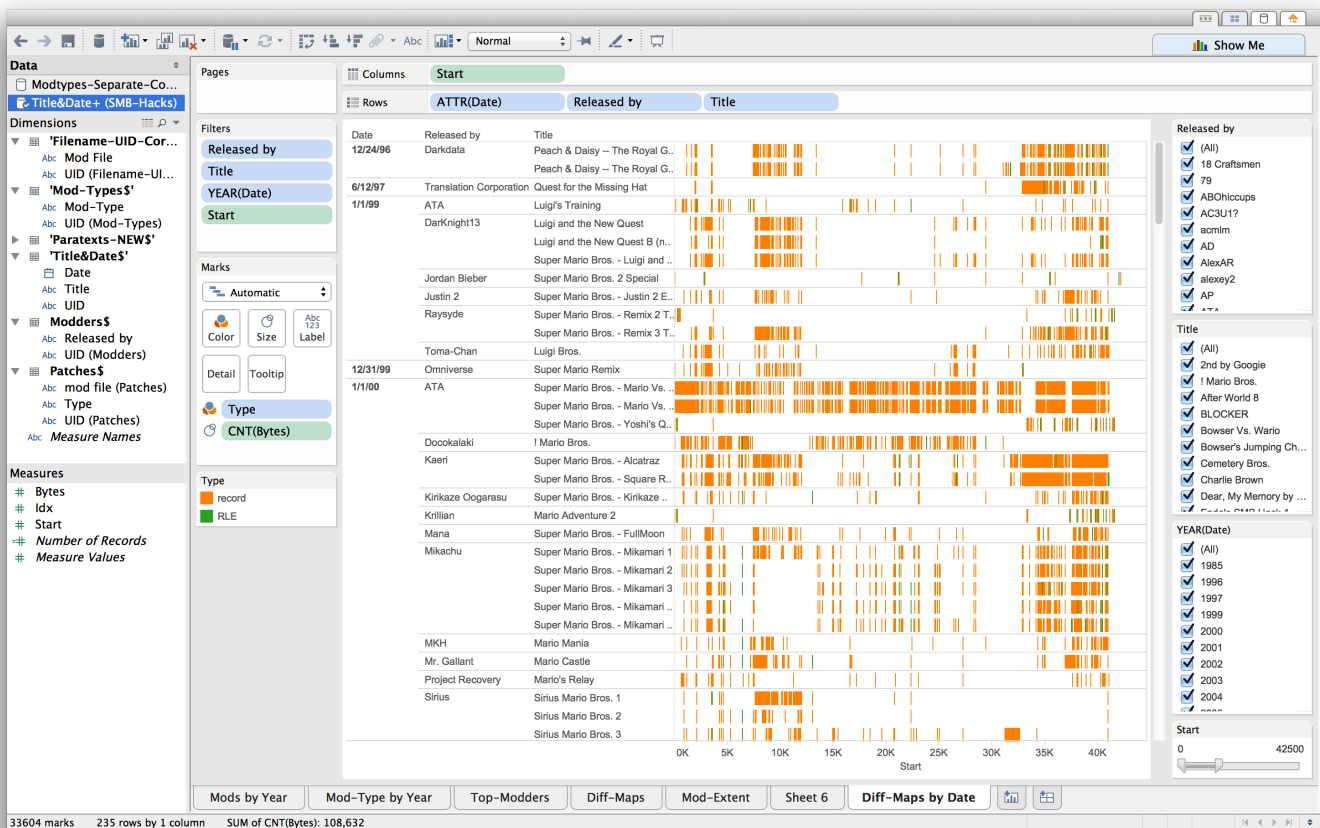 Abc
Normal
Show Me
Data
Modtypes-Separate-Co...
Title&Date+ (SMB-Hacks)
Dimensions
'Filename-UID-Cor...
Abc Mod File
Abc UID (Filename-UI...
'Mod-Types$'
Abc Mod-Type
Abc UID (Mod-Types)
'Paratexts-NEW$'
'Title&Date$'
Date
Abc Title
Abc UID
Modders$
Abc Released by
Abc UID (Modders)
Patches$
Abc mod file (Patches)
Abc Type
Abc UID (Patches)
Abc Measure Names
Measures
# Bytes
# Idx
# Start
# Number of Records
# Measure Values
Pages
Filters
Released by
Title
YEAR(Date)
Start
Marks
Automatic
Color
Size
Abc
123
Label
Detail
Tooltip
Type
CNT(Bytes)
Type
record
RLE
Columns
Start
Rows
ATTR(Date) Released by Title
Date Released by Title
12/24/96 Darkdata Peach & Daisy -- The Royal G..
Peach & Daisy -- The Royal G..
6/12/97 Translation Corporation Quest for the Missing Hat
1/1/99 ATA Luigi's Training
DarKnight13 Luigi and the New Quest
Luigi and the New Quest B (n..
Super Mario Bros. - Luigi and ..
Jordan Bieber Super Mario Bros. 2 Special
Justin 2 Super Mario Bros. - Justin 2 E..
Raysyde Super Mario Bros. - Remix 2 T..
Super Mario Bros. - Remix 3 T..
Toma-Chan Luigi Bros.
12/31/99 Omniverse Super Mario Remix
1/1/00 ATA Super Mario Bros. - Mario Vs. ..
Super Mario Bros. - Mario Vs. ..
Super Mario Bros. - Yoshi's Q..
Docokalaki ! Mario Bros.
Kaeri Super Mario Bros. - Alcatraz
Super Mario Bros. - Square R..
Kirikaze Oogarasu Super Mario Bros. - Kirikaze ..
Krillian Mario Adventure 2
Mana Super Mario Bros. - FullMoon
Mikachu Super Mario Bros. - Mikamari 1
Super Mario Bros. - Mikamari 2
Super Mario Bros. - Mikamari 3
Super Mario Bros. - Mikamari ..
Super Mario Bros. - Mikamari ..
MKH Mario Mania
Mr. Gallant Mario Castle
Project Recovery Mario's Relay
Sirius Sirius Mario Bros. 1
Sirius Mario Bros. 2
Sirius Mario Bros. 3
0K 5K 10K 15K 20K 25K 30K 35K 40K
Start
Released by
(All)
18 Craftsmen
79
ABOhiccups
AC3U1?
acmlm
AD
AlexAR
alexey2
AP
ATA
Title
(All)
2nd by Googie
! Mario Bros.
After World 8
BLOCKER
Bowser Vs. Wario
Bowser's Jumping Ch...
Cemetery Bros.
Charlie Brown
Dear, My Memory by ...
YEAR(Date)
(All)
1985
1996
1997
1999
2000
2001
2002
2003
2004
2005
Start
0 42500
Mods by Year
Mod-Type by Year
Top-Modders
Diff-Maps
Mod-Extent
Sheet 6
Diff-Maps by Date
33604 marks 235 rows by 1 column SUM of CNT(Bytes): 108,632